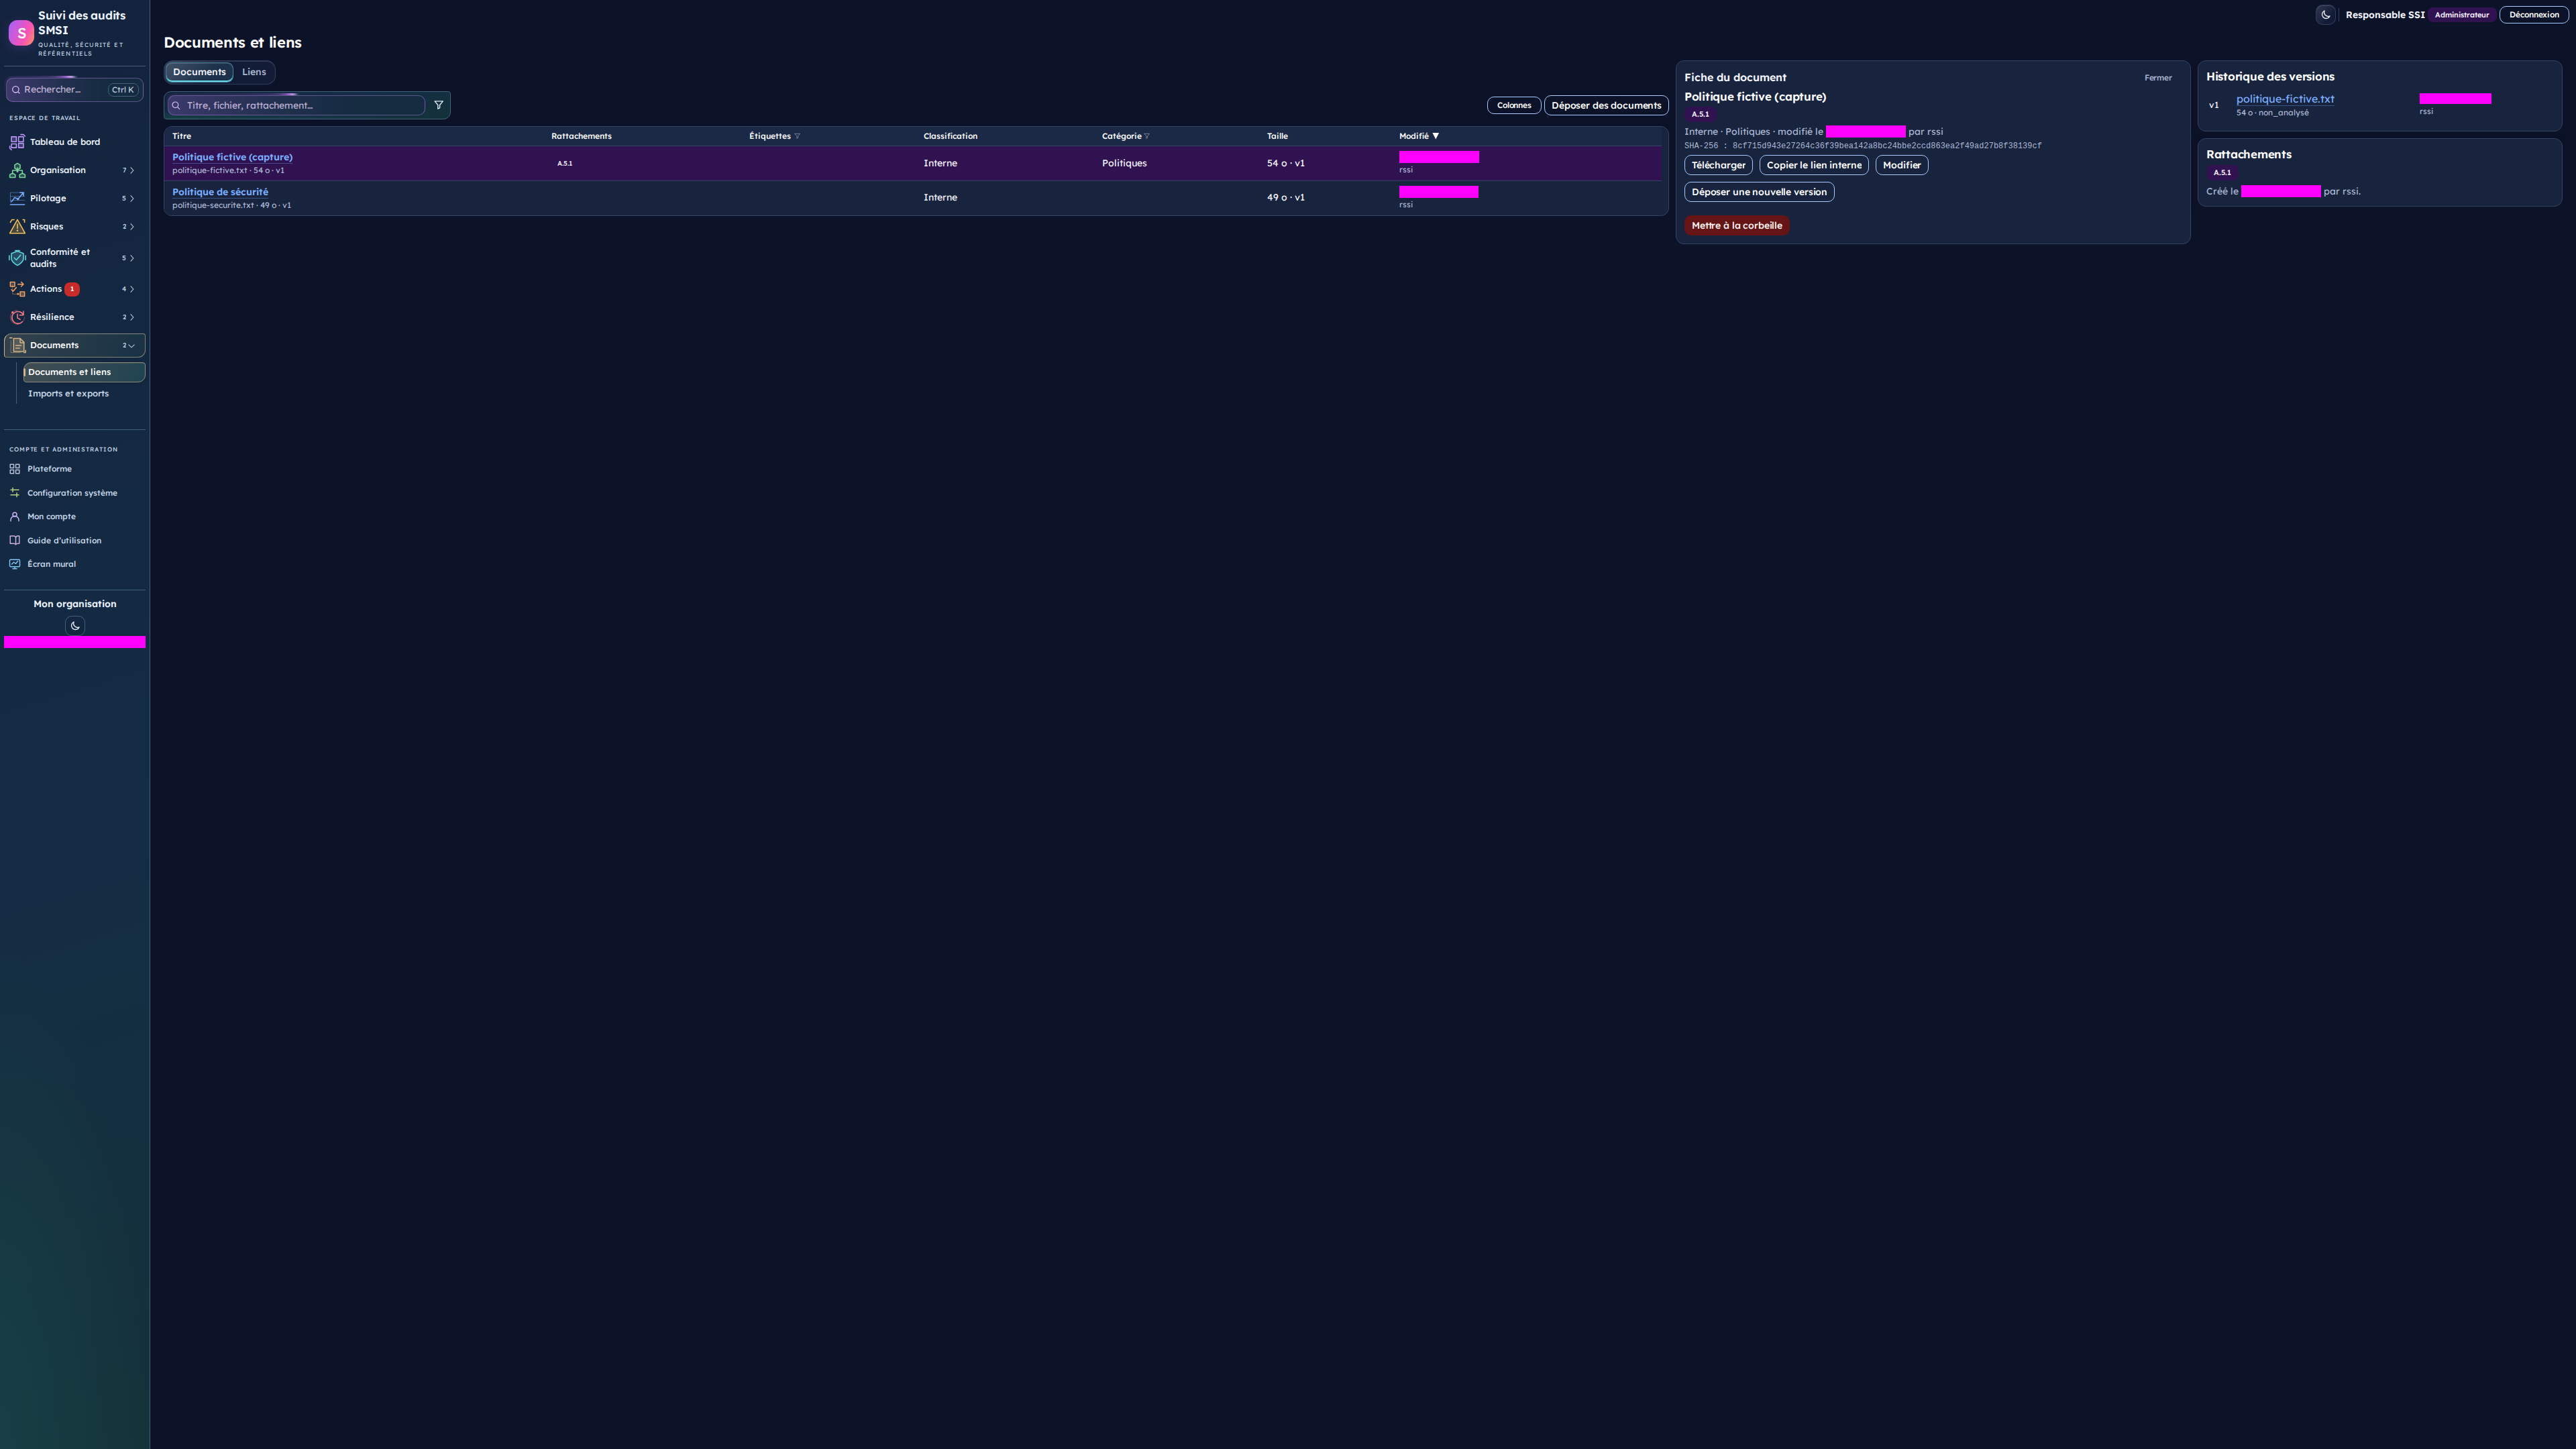 S
Suivi des audits
SMSI
QUALITÉ, SÉCURITÉ ET
RÉFÉRENTIELS
Rechercher...
Ctrl K
ESPACE DE TRAVAIL
Tableau de bord
Organisation
7
Pilotage
5
Risques
2
Conformité et
audits
5
Actions
1
4
Résilience
2
Documents
2
Documents et liens
Imports et exports
COMPTE ET ADMINISTRATION
Plateforme
Configuration système
Mon compte
Guide d'utilisation
Écran mural
Mon organisation
Responsable SSI
Administrateur
Déconnexion
Documents et liens
Documents
Liens
Titre, fichier, rattachement...
Colonnes
Déposer des documents
Titre
Rattachements
Étiquettes
Classification
Catégorie
Taille
Modifié ▼
Politique fictive (capture)
politique-fictive.txt · 54 o · v1
A.5.1
Interne
Politiques
54 o · v1
rssi
Politique de sécurité
politique-securite.txt · 49 o · v1
Interne
49 o · v1
rssi
Fiche du document
Fermer
Politique fictive (capture)
A.5.1
Interne · Politiques · modifié le
par rssi
SHA-256 : 8cf715d943e27264c36f39bea142a8bc24bbe2ccd863ea2f49ad27b8f38139cf
Télécharger
Copier le lien interne
Modifier
Déposer une nouvelle version
Mettre à la corbeille
Historique des versions
v1
politique-fictive.txt
54 o · non_analysé
rssi
Rattachements
A.5.1
Créé le
par rssi.